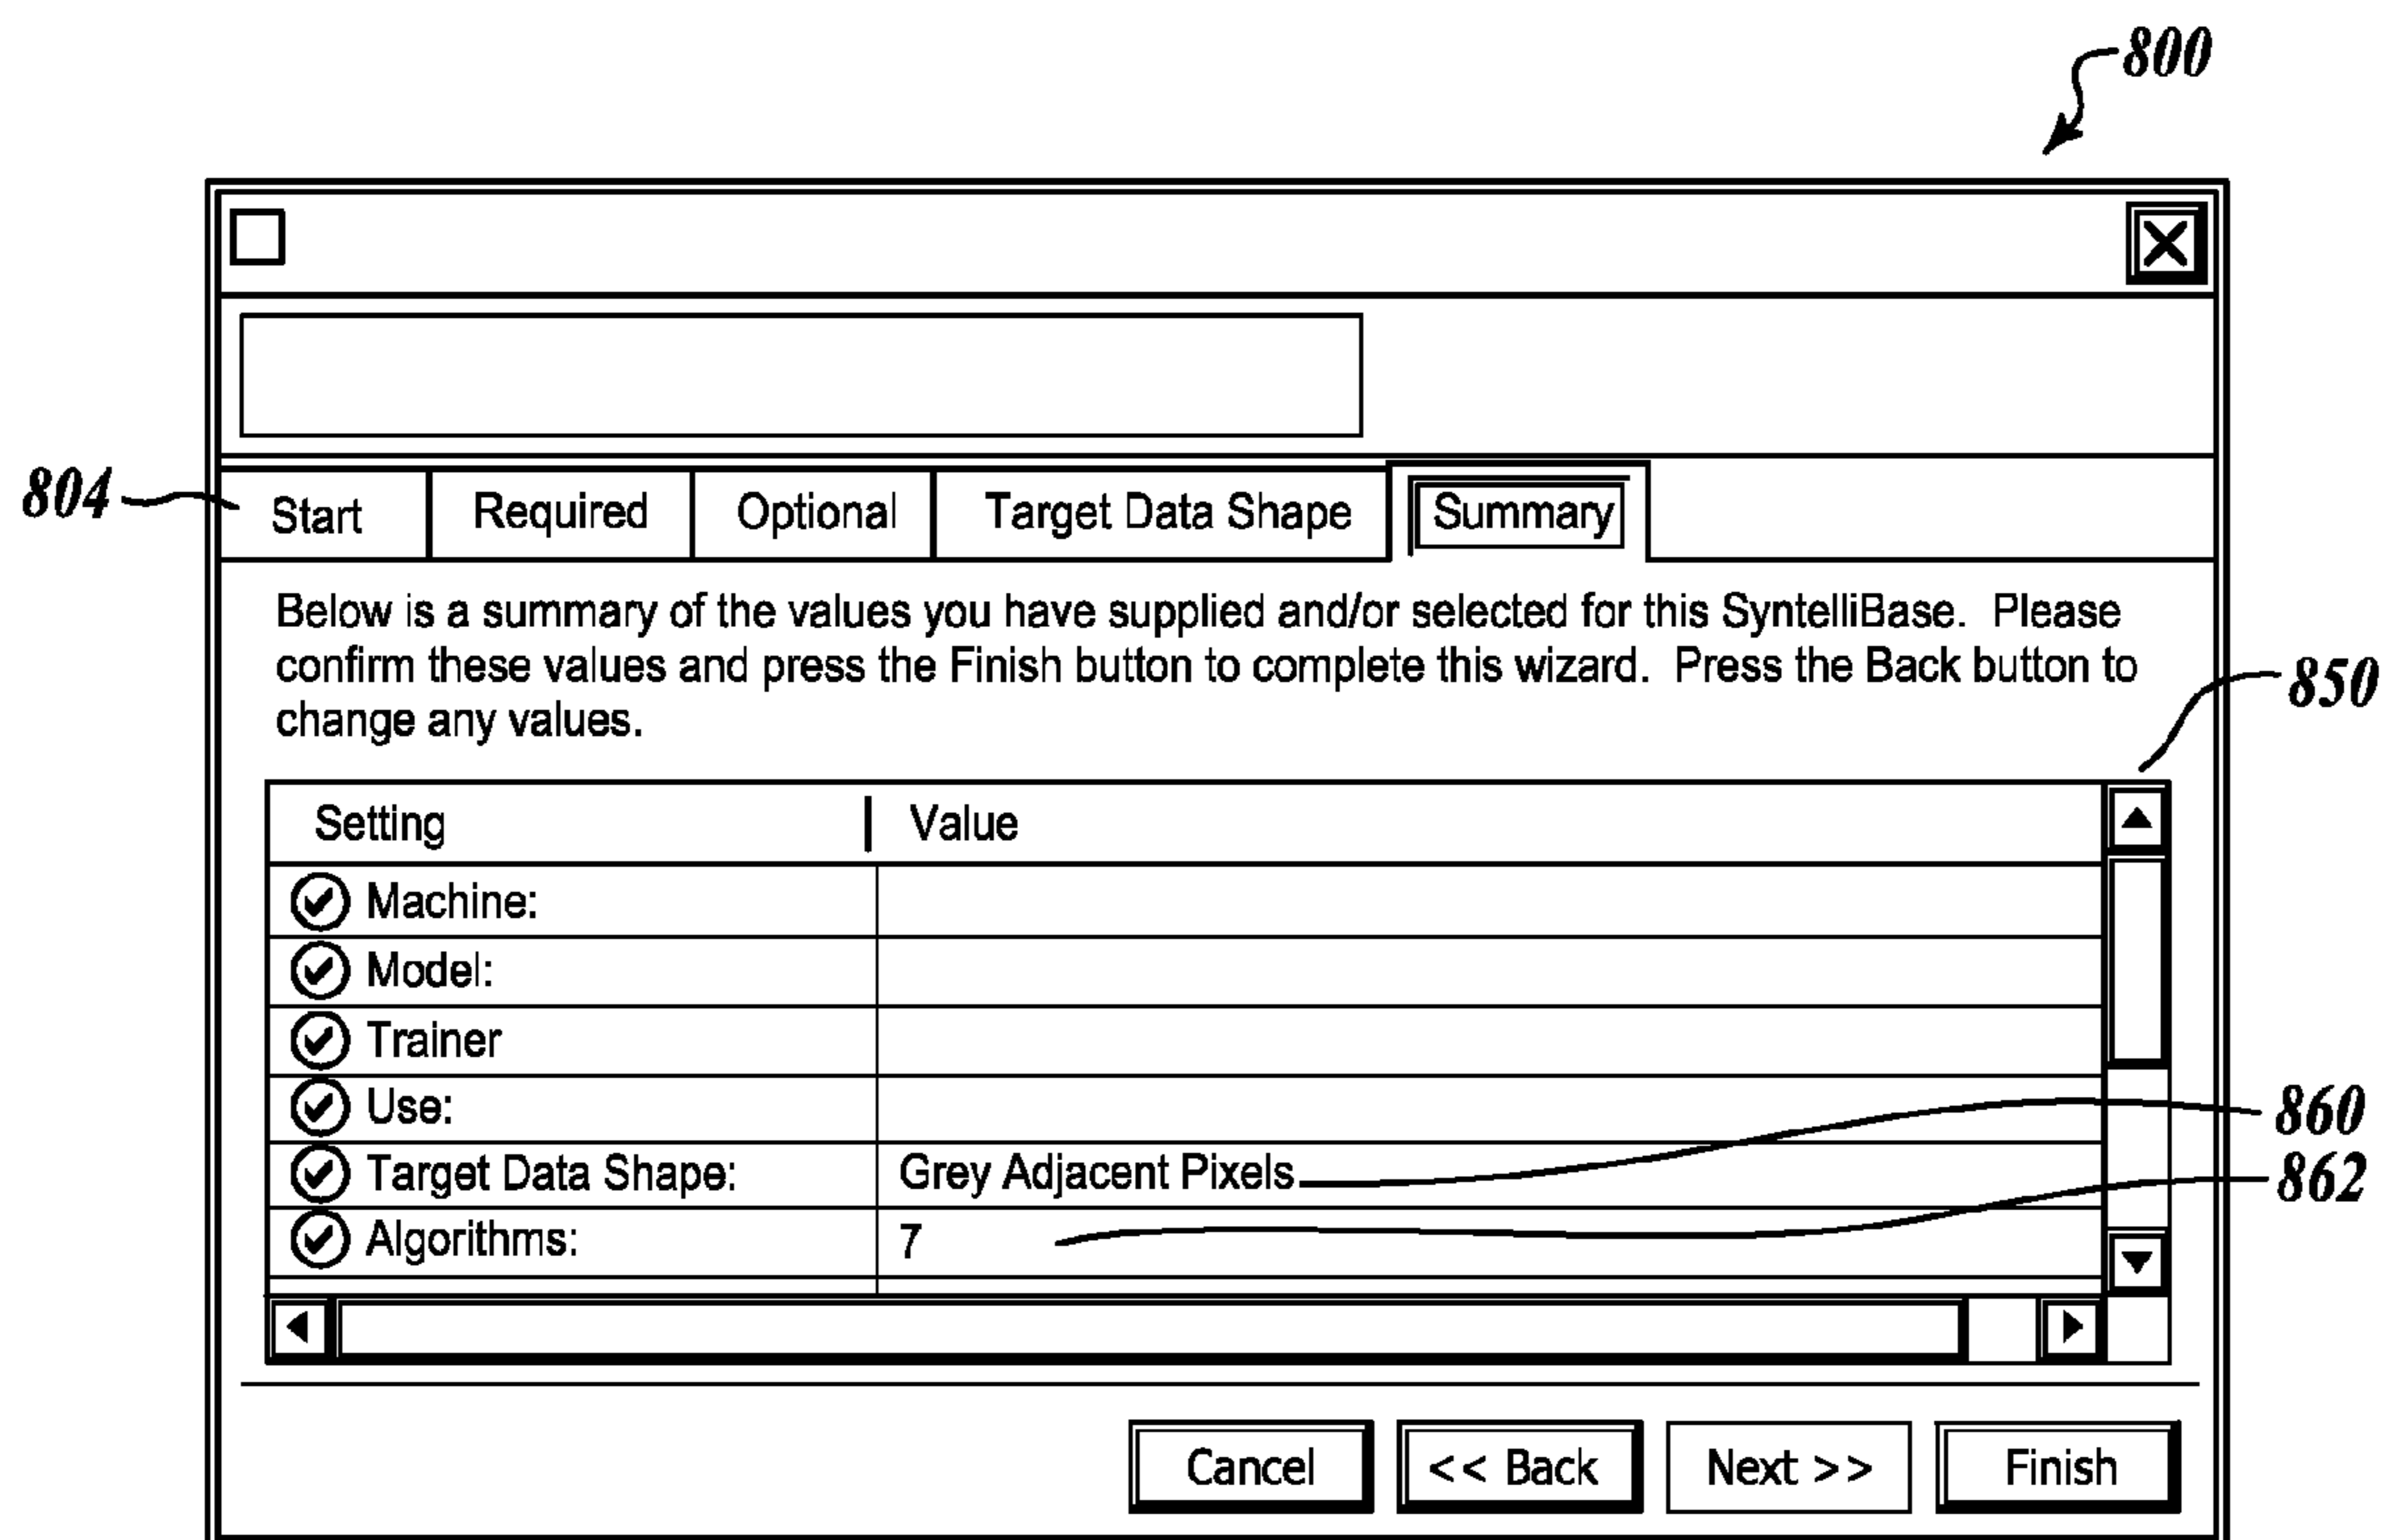 800
804
Start Required Optional Target Data Shape Summary
Below is a summary of the values you have supplied and/or selected for this SyntelliBase. Please
confirm these values and press the Finish button to complete this wizard. Press the Back button to
change any values.
850
Setting Value
Machine:
Model:
Trainer
Use:
860
Target Data Shape: Grey Adjacent Pixels
862
Algorithms: 7
Cancel << Back Next >> Finish